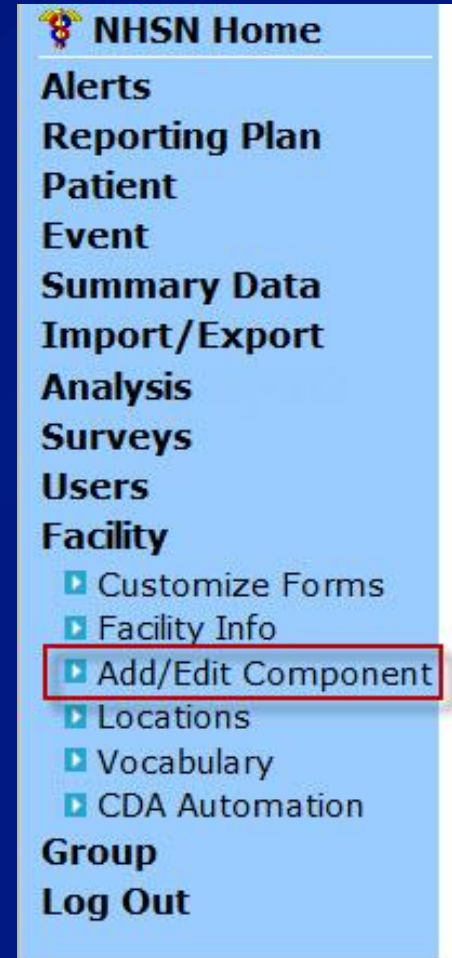 NHSN Home
Alerts
Reporting Plan
Patient
Event
Summary Data
Import/Export
Analysis
Surveys
Users
Facility
Customize Forms
Facility Info
Add/Edit Component
Locations
Vocabulary
CDA Automation
Group
Log Out